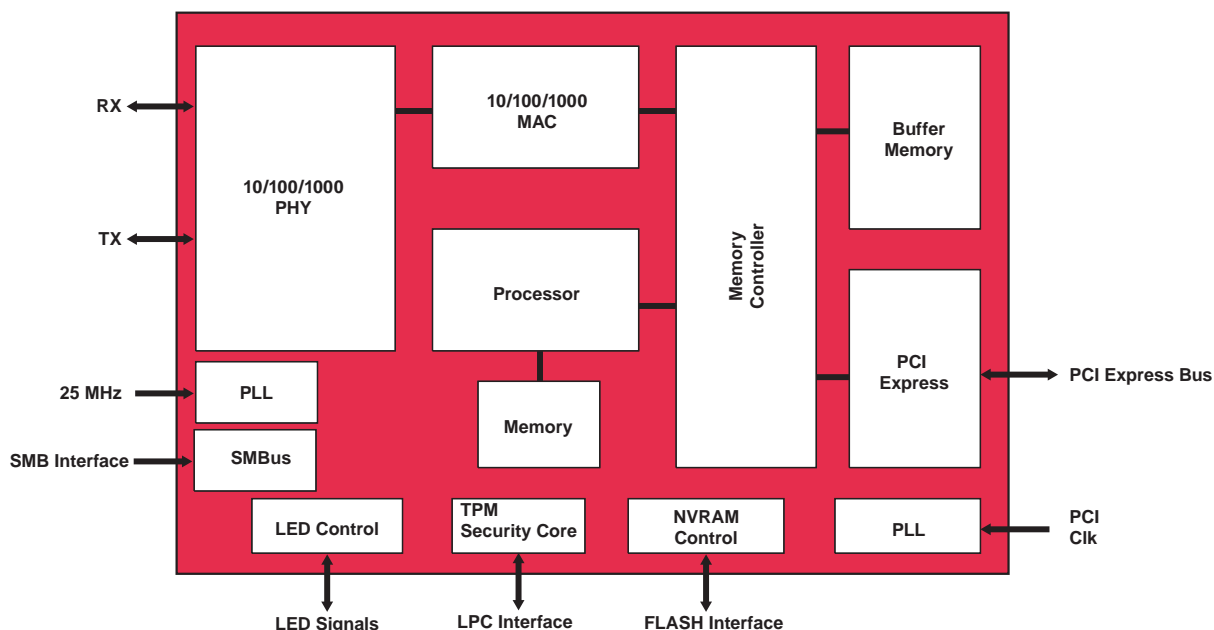 RX
10/100/1000
PHY
10/100/1000
MAC
Buffer
Memory
TX
Memory
Controller
Processor
PCI
Express
PCI Express Bus
25 MHz
PLL
Memory
SMB Interface
SMBus
LED Control
TPM
Security Core
NVRAM
Control
PLL
PCI
Clk
LED Signals
LPC Interface
FLASH Interface